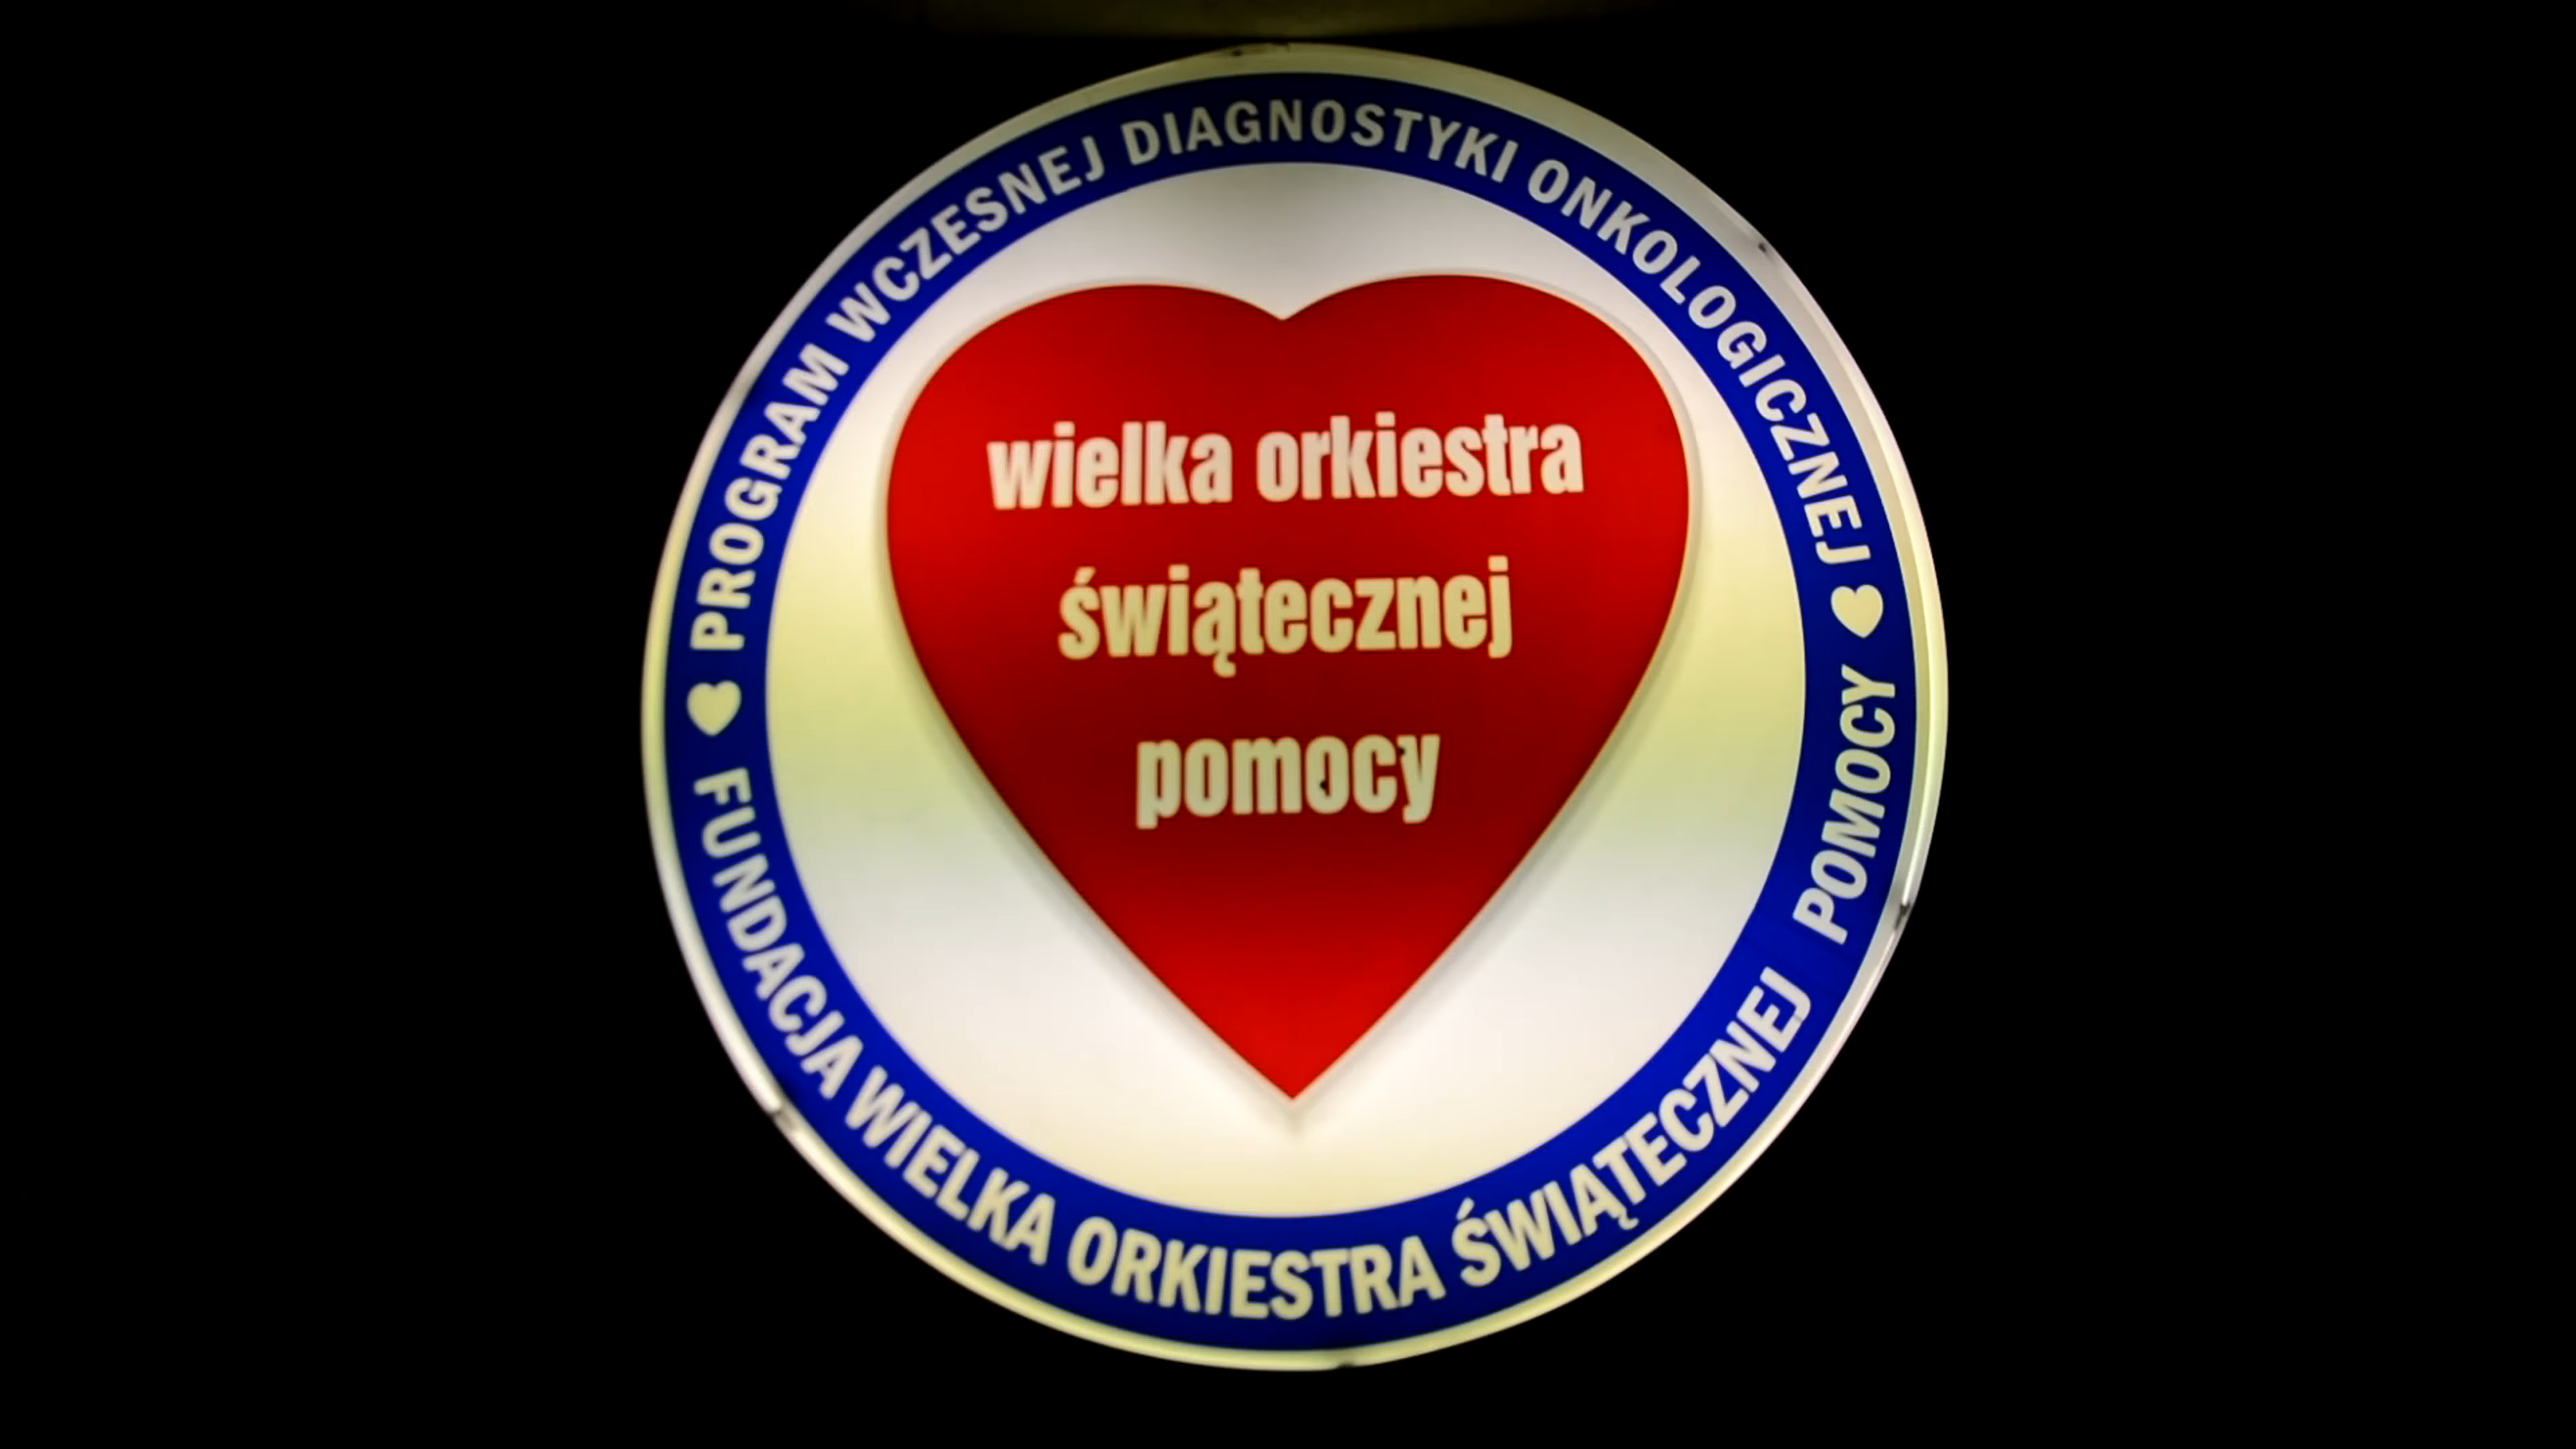 PROGRAM WCZESNEJ DIAGNOSTYKI ONKOLOGICZNEJ
wielka orkiestra
świątecznej
pomocy
FUNDACJA WIELKA ORKIESTRA ŚWIĄTECZNEJ POMOCY